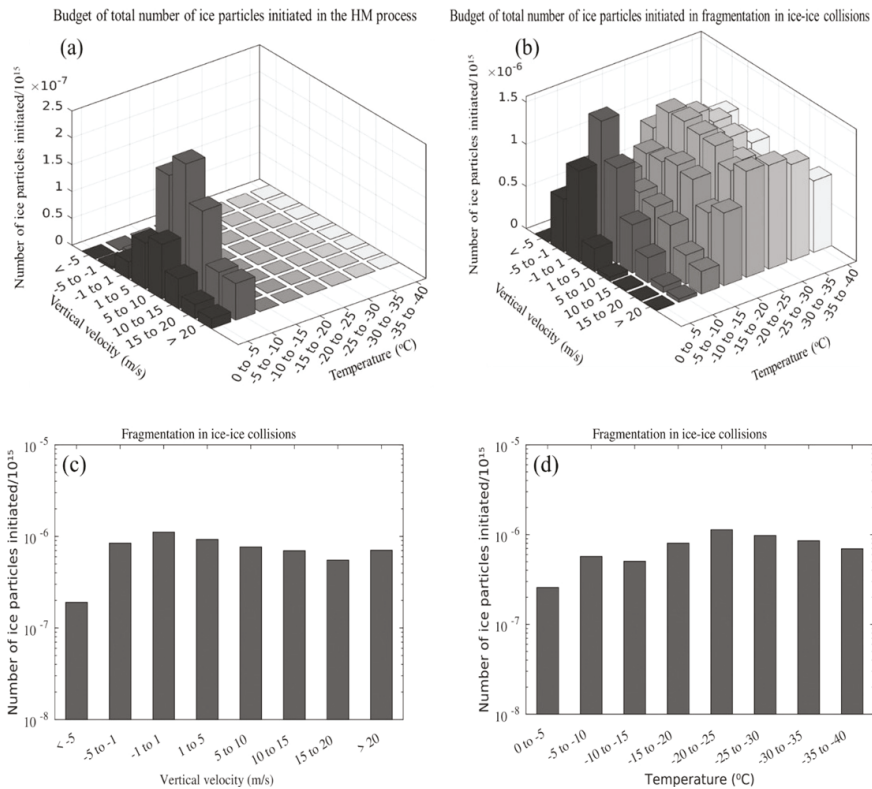 Budget of total number of ice particles initiated in the HM process
(a)
×10⁻⁷
2.5
2
1.5
1
0.5
0
Number of ice particles initiated/10¹⁵
< -5
-5 to -1
-1 to 1
1 to 5
5 to 10
10 to 15
15 to 20
> 20
Vertical velocity (m/s)
0 to -5
-5 to -10
-10 to -15
-15 to -20
-20 to -25
-25 to -30
-30 to -35
-35 to -40
Temperature (°C)
Budget of total number of ice particles initiated in fragmentation in ice-ice collisions
(b)
×10⁻⁶
1.5
1
0.5
0
Number of ice particles initiated/10¹⁵
< -5
-5 to -1
-1 to 1
1 to 5
5 to 10
10 to 15
15 to 20
> 20
Vertical velocity (m/s)
0 to -5
-5 to -10
-10 to -15
-15 to -20
-20 to -25
-25 to -30
-30 to -35
-35 to -40
Temperature (°C)
Fragmentation in ice-ice collisions
(c)
10⁻⁵
10⁻⁶
10⁻⁷
10⁻⁸
Number of ice particles initiated/10¹⁵
< -5
-5 to -1
-1 to 1
1 to 5
5 to 10
10 to 15
15 to 20
> 20
Vertical velocity (m/s)
Fragmentation in ice-ice collisions
(d)
10⁻⁵
10⁻⁶
10⁻⁷
10⁻⁸
Number of ice particles initiated/10¹⁵
0 to -5
-5 to -10
-10 to -15
-15 to -20
-20 to -25
-25 to -30
-30 to -35
-35 to -40
Temperature (°C)